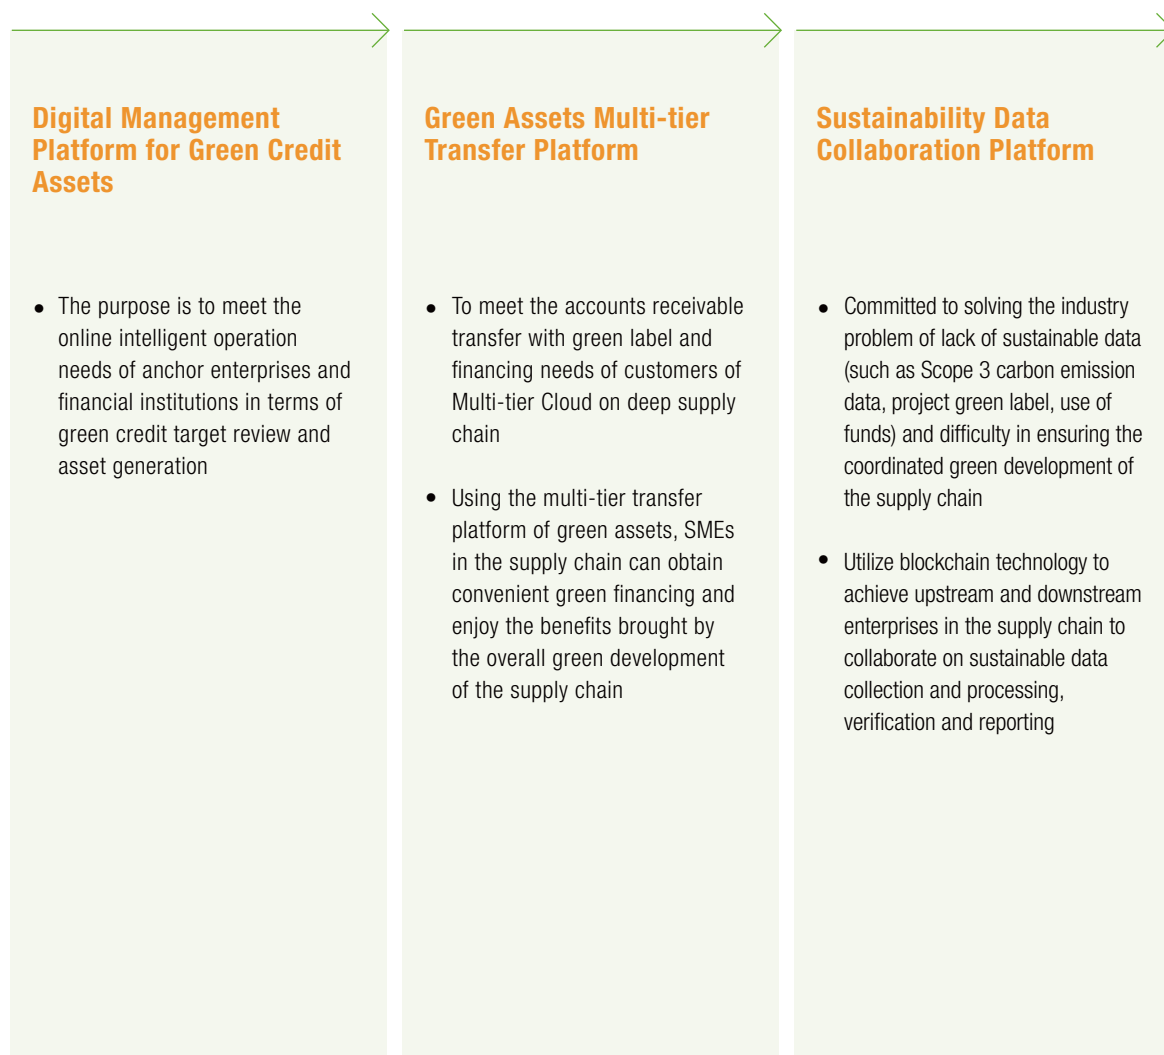 Digital Management
Platform for Green Credit
Assets
• The purpose is to meet the
online intelligent operation
needs of anchor enterprises and
financial institutions in terms of
green credit target review and
asset generation
Green Assets Multi-tier
Transfer Platform
• To meet the accounts receivable
transfer with green label and
financing needs of customers of
Multi-tier Cloud on deep supply
chain
• Using the multi-tier transfer
platform of green assets, SMEs
in the supply chain can obtain
convenient green financing and
enjoy the benefits brought by
the overall green development
of the supply chain
Sustainability Data
Collaboration Platform
• Committed to solving the industry
problem of lack of sustainable data
(such as Scope 3 carbon emission
data, project green label, use of
funds) and difficulty in ensuring the
coordinated green development of
the supply chain
• Utilize blockchain technology to
achieve upstream and downstream
enterprises in the supply chain to
collaborate on sustainable data
collection and processing,
verification and reporting